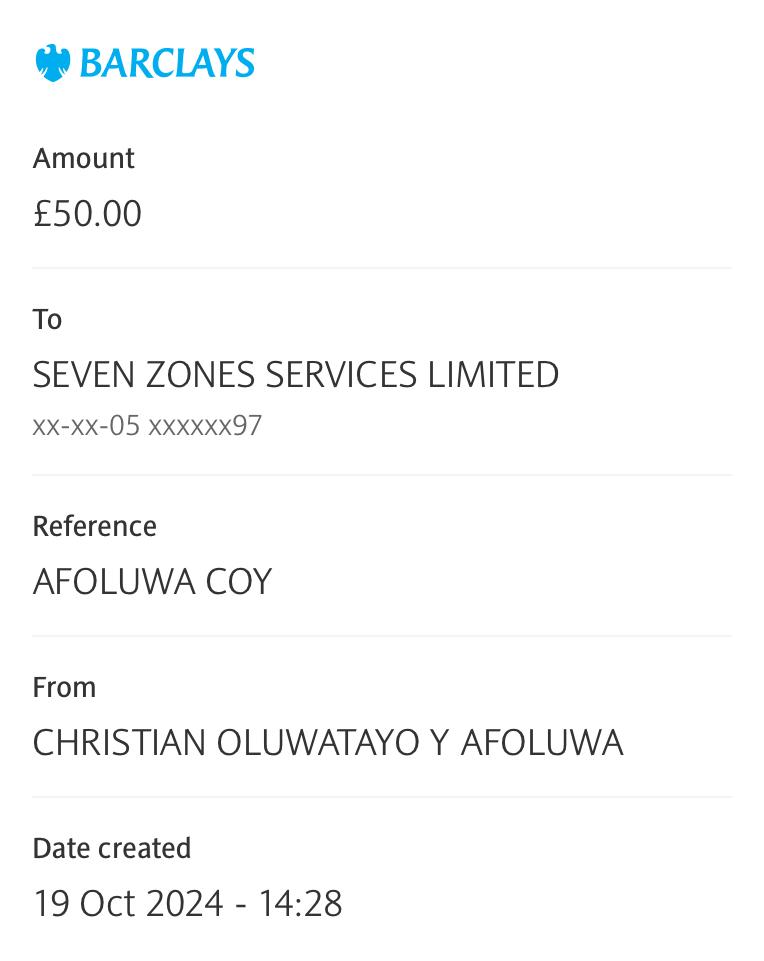 BARCLAYS
Amount
£50.00
To
SEVEN ZONES SERVICES LIMITED
xx-xx-05 xxxxxx97
Reference
AFOLUWA COY
From
CHRISTIAN OLUWATAYO Y AFOLUWA
Date created
19 Oct 2024 - 14:28